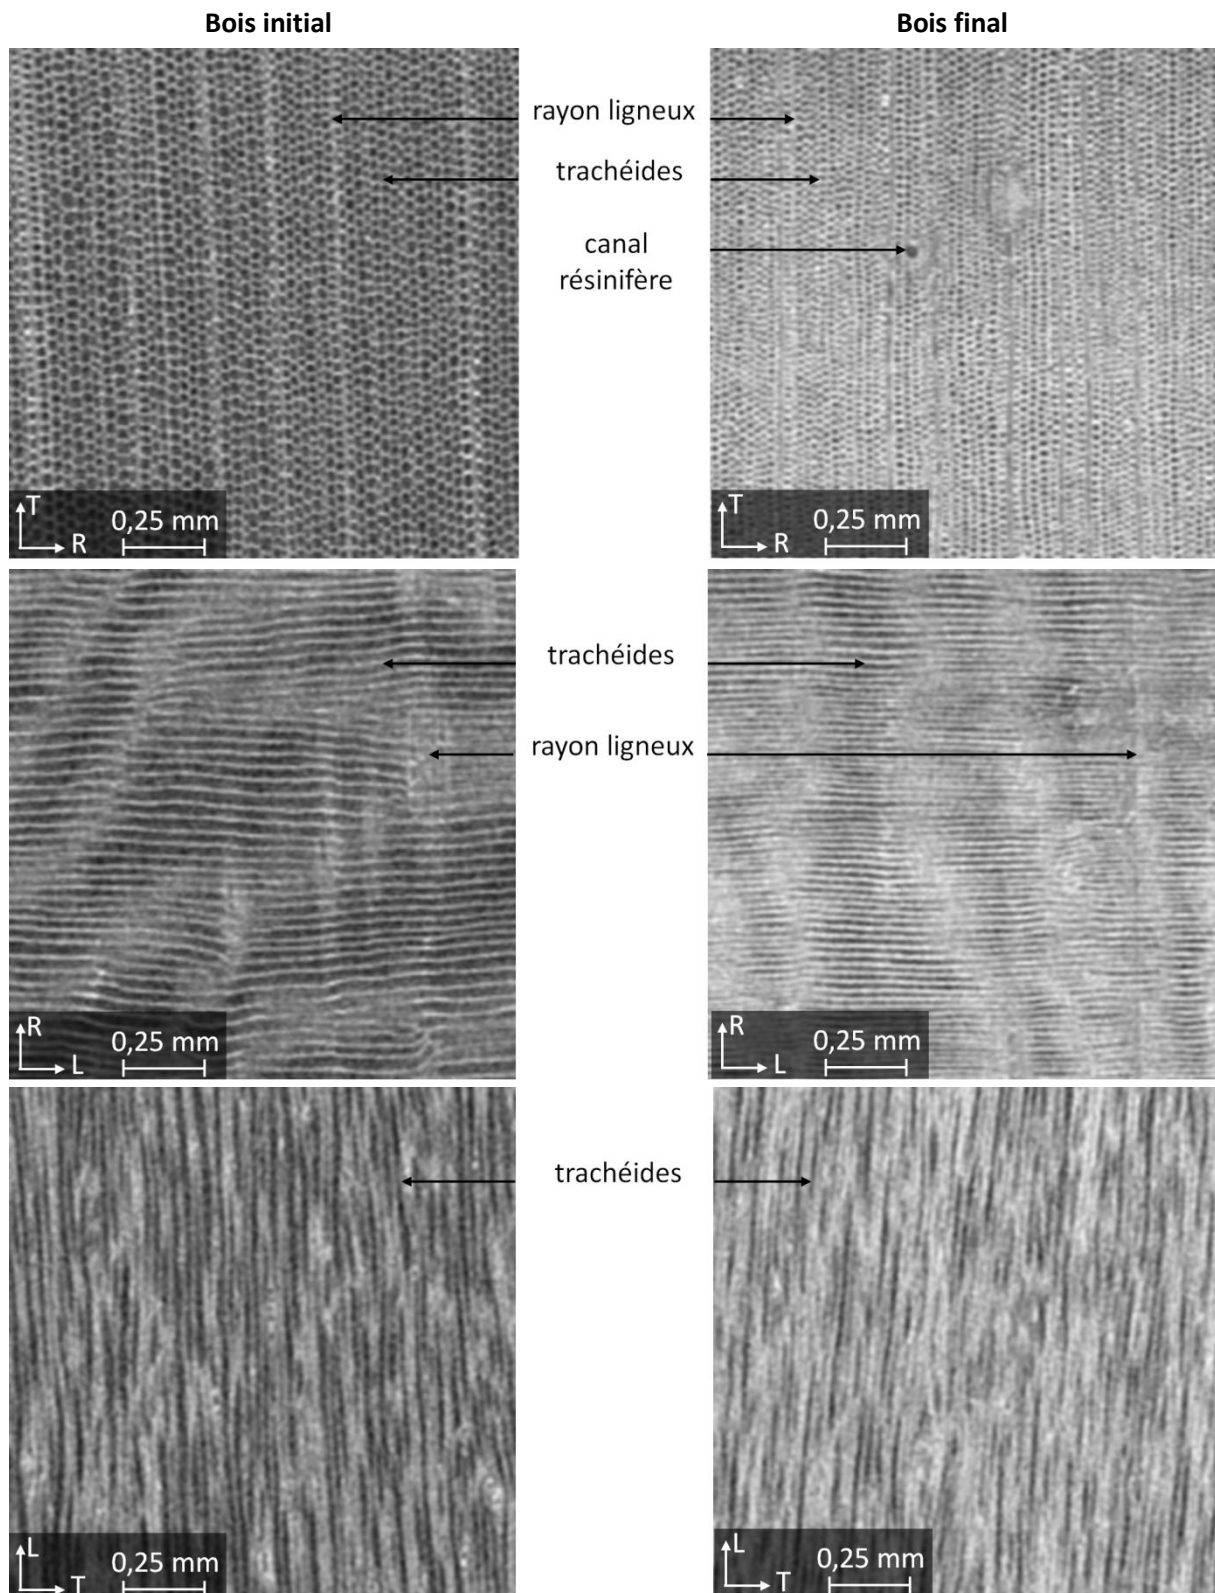 Bois initial
Bois final
rayon ligneux
trachéides
canal
résinifère
T
R
0,25 mm
T
R
0,25 mm
trachéides
rayon ligneux
R
L
0,25 mm
R
L
0,25 mm
trachéides
L
T
0,25 mm
L
T
0,25 mm